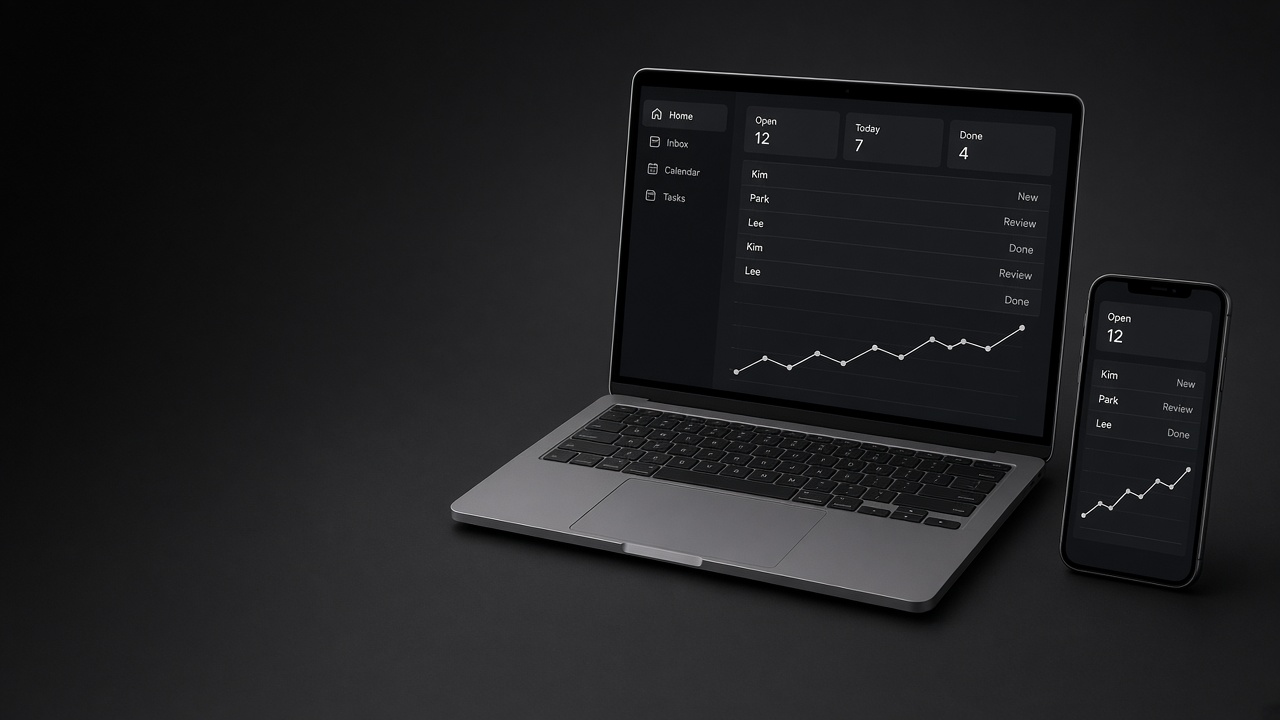 Home
Inbox
Calendar
Tasks
Open
12
Today
7
Done
4
Kim
New
Park
Review
Lee
Done
Kim
Review
Lee
Done
Open
12
Kim New
Park Review
Lee Done